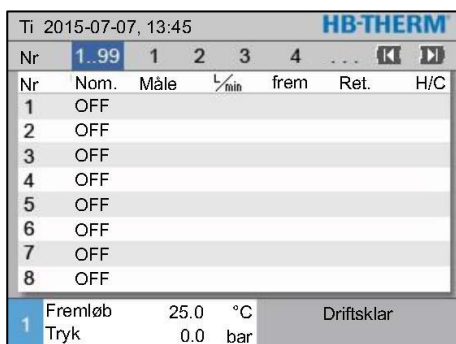 Ti 2015-07-07, 13:45 HB-THERM
Nr 1..99 1 2 3 4 ...
Nr Nom. Måle L/min frem Ret. H/C
1 OFF
2 OFF
3 OFF
4 OFF
5 OFF
6 OFF
7 OFF
8 OFF
1 Fremløb 25.0 °C Driftsklar
Tryk 0.0 bar